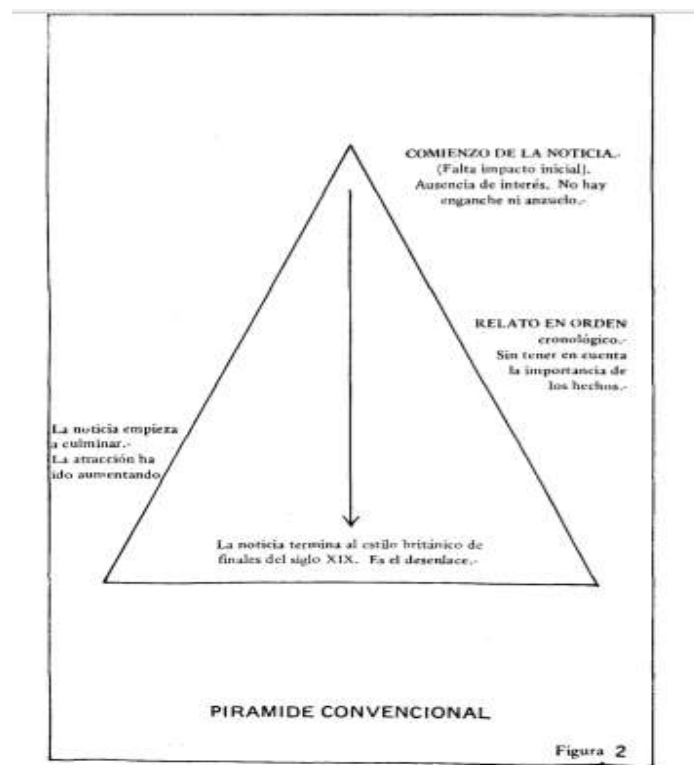 COMIENZO DE LA NOTICIA.-
(Falta impacto inicial).
Ausencia de interés. No hay
enganche ni anzuelo.-
RELATO EN ORDEN
cronológico.-
Sin tener en cuenta
la importancia de
los hechos.-
La noticia empieza
a culminar.-
La atracción ha
ido aumentando
La noticia termina al estilo británico de
finales del siglo XIX. Es el desenlace.-
PIRAMIDE CONVENCIONAL
Figura 2